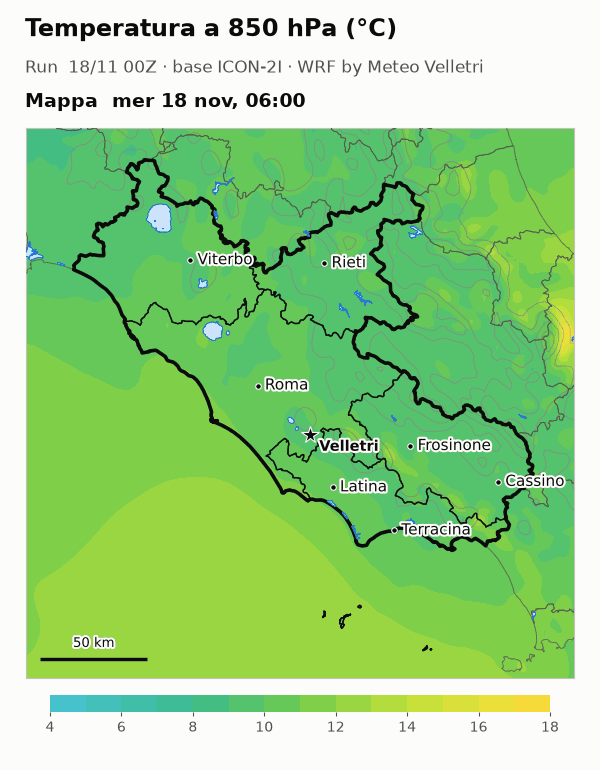 Temperatura a 850 hPa (°C)
Run  18/11 00Z · base ICON-2I · WRF by Meteo Velletri
Mappa  mer 18 nov, 06:00
Viterbo
Rieti
Roma
Velletri
Frosinone
Cassino
Latina
Terracina
50 km
4 6 8 10 12 14 16 18